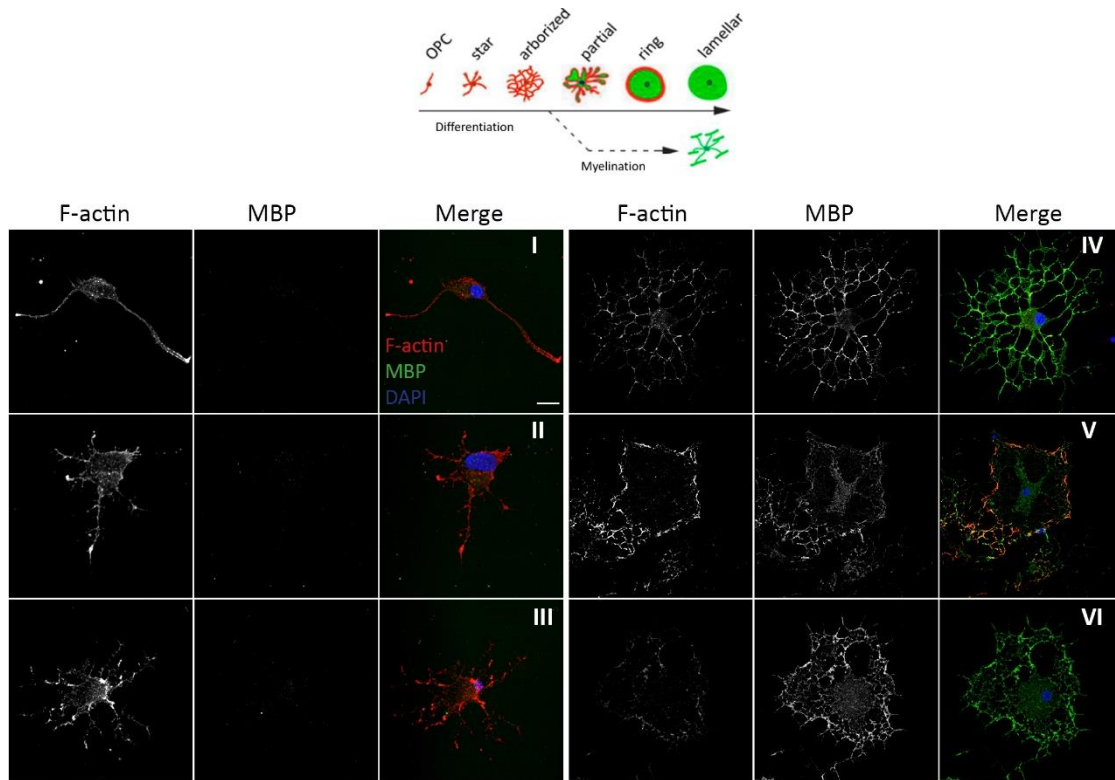 OPC star arborized partial ring lamellar
Differentiation
Myelination
F-actin MBP Merge F-actin MBP Merge
I
F-actin
MBP
DAPI
IV
II
V
III
VI